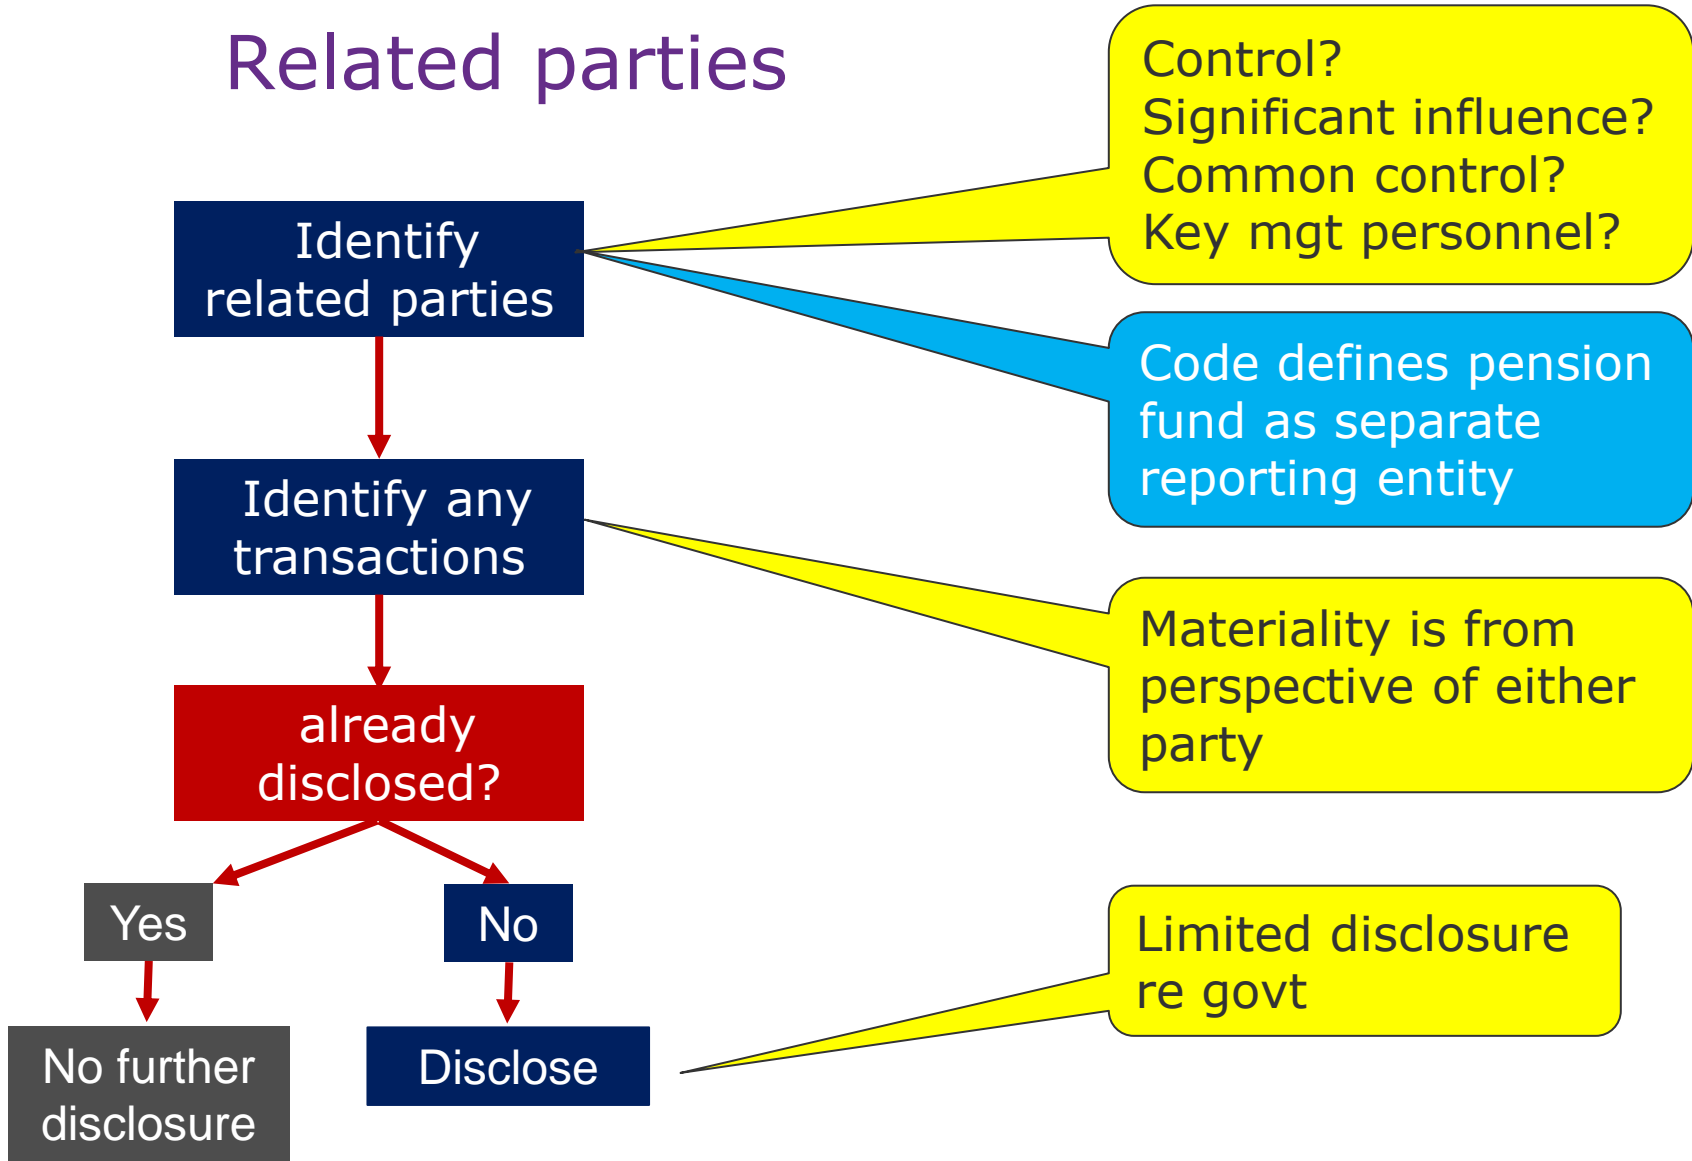 Related parties
Control?
Significant influence?
Common control?
Key mgt personnel?
Identify
related parties
Code defines pension
fund as separate
reporting entity
Identify any
transactions
Materiality is from
perspective of either
party
already
disclosed?
Yes
No
Limited disclosure
re govt
No further
disclosure
Disclose